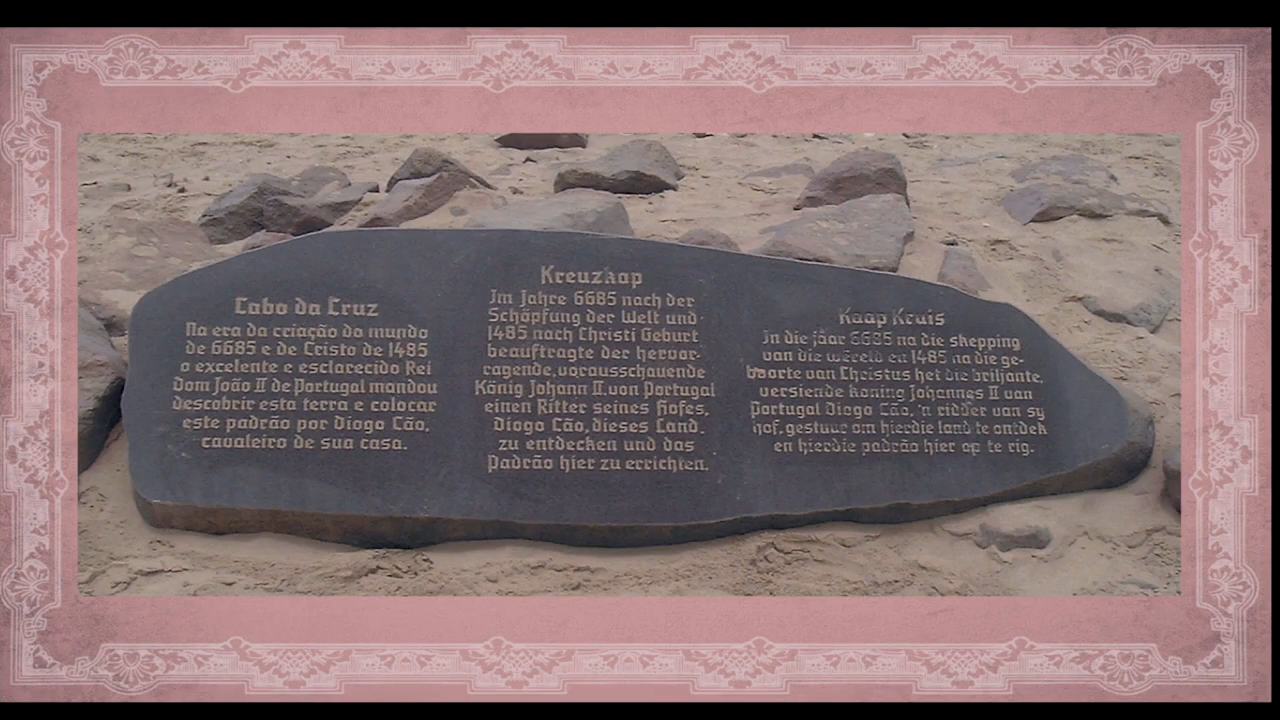 Cabo da Cruz
Na era da criação do mundo
de 6685 e de Cristo de 1485
o excelente e esclarecido Rei
dom João II de Portugal mandou
descobrir esta terra e colocar
este padrão por Diogo Cão,
cavaleiro de sua casa.
Kreuzkap
Im Jahre 6685 nach der
Schöpfung der Welt und
1485 nach Christi Geburt
beauftragte der hervor-
ragende, vorausschauende
König Johann II. von Portugal
einen Ritter seines Hofes,
Diogo Cão, dieses Land
zu entdecken und das
Padrão hier zu errichten.
Kaap Kruis
In die jaar 6685 na die skepping
van die wêreld en 1485 na die ge-
boorte van Christus het die briljante,
versiende koning Johannes II van
Portugal Diogo Cão, 'n ridder van sy
hof, gestuur om hierdie land te ontdek
en hierdie padrão hier op te rig.